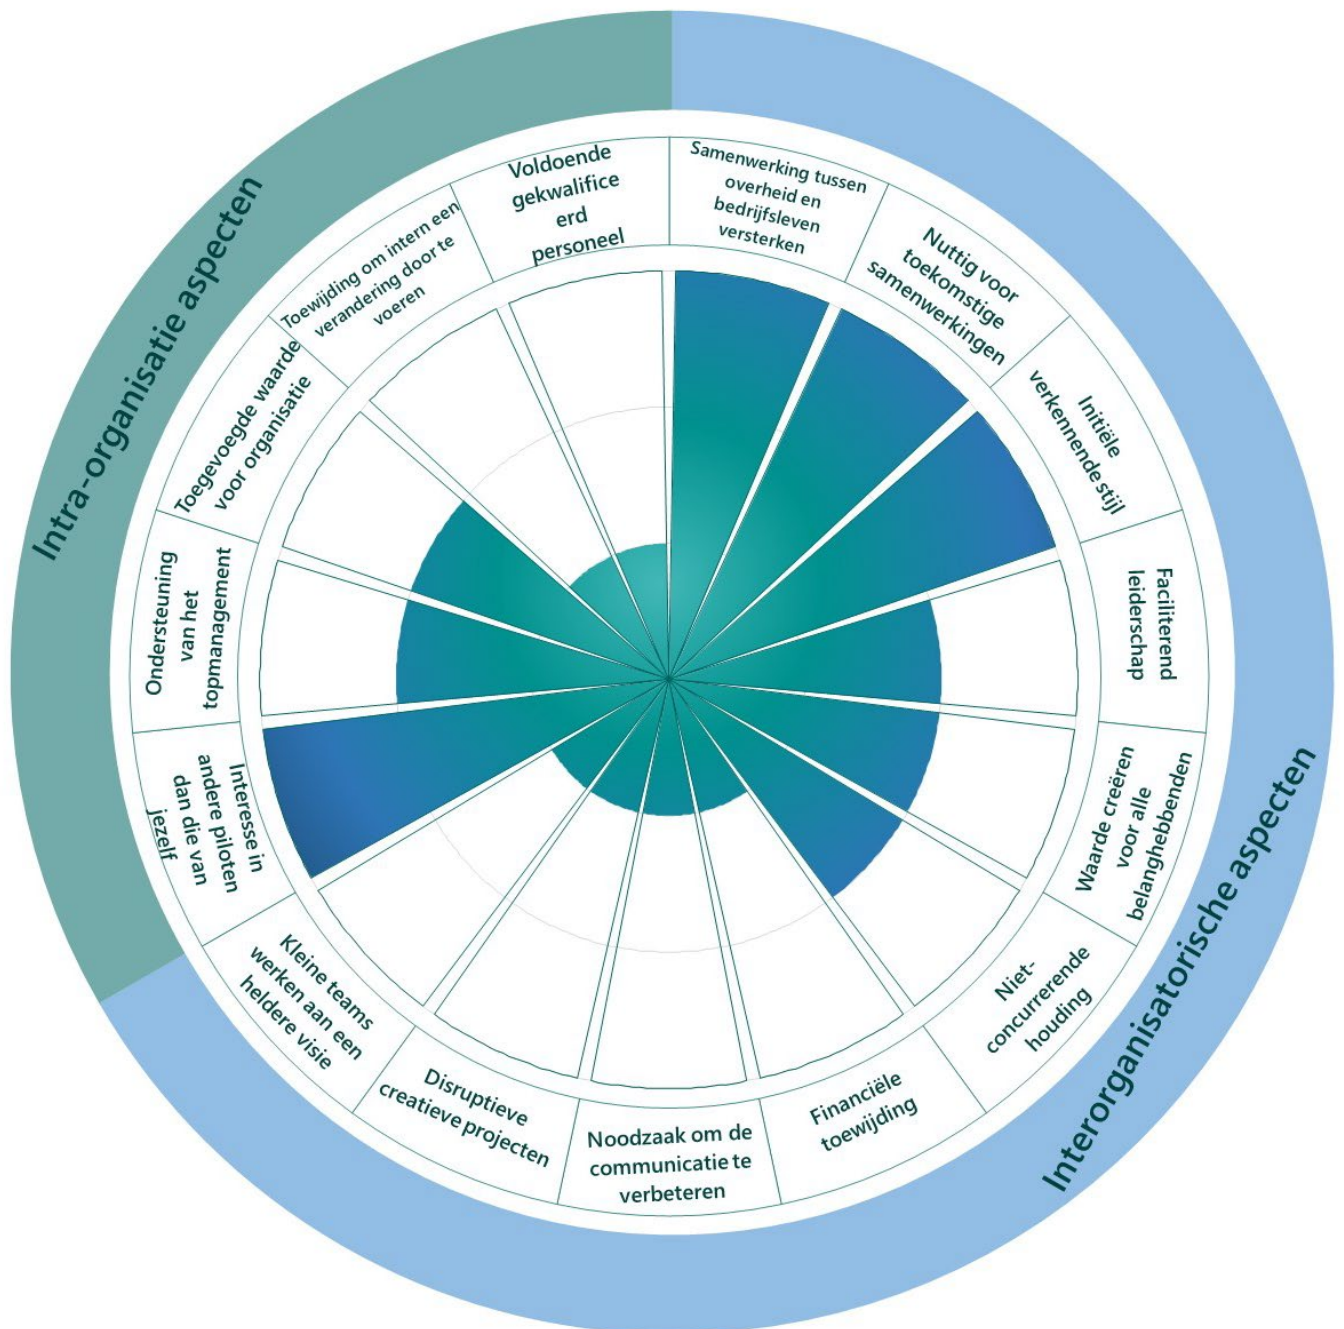 Intra-organisatie aspecten
Interorganisatorische aspecten
Samenwerking tussen
overheid en
bedrijfsleven
versterken
Nuttig voor
toekomstige
samenwerkingen
Initiële
verkennende stijl
Faciliterend
leiderschap
Waarde creëren
voor alle
belanghebbenden
Niet-
concurrerende
houding
Financiële
toewijding
Noodzaak om de
communicatie te
verbeteren
Disruptieve
creatieve projecten
Kleine teams
werken aan een
heldere visie
Interesse in
andere piloten
dan die van
jezelf
Ondersteuning
van het
topmanagement
Toegevoegde waarde
voor organisatie
Toewijding om intern een
verandering door te
voeren
Voldoende
gekwalifice
erd
personeel